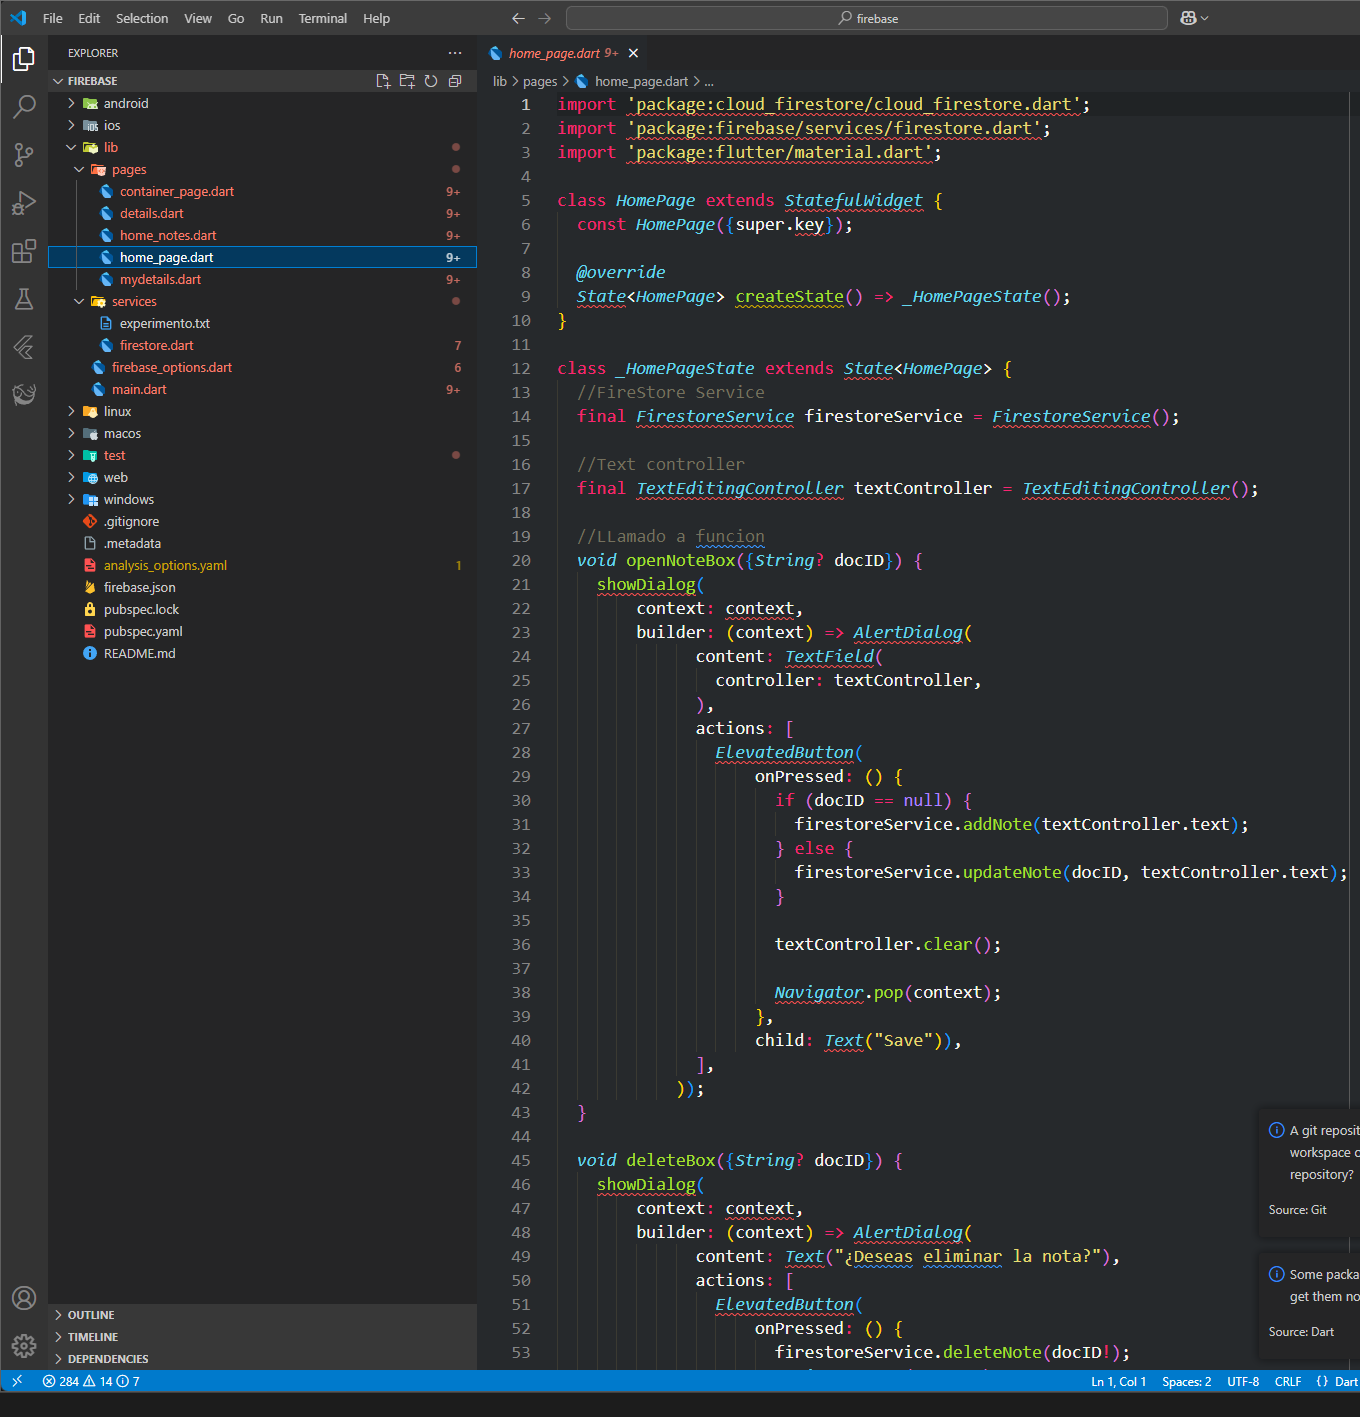 File Edit Selection View Go Run Terminal Help
firebase
EXPLORER
FIREBASE
android
ios
lib
pages
container_page.dart 9+
details.dart 9+
home_notes.dart 9+
home_page.dart 9+
mydetails.dart 9+
services
experimento.txt
firestore.dart 7
firebase_options.dart 6
main.dart 9+
linux
macos
test
web
windows
.gitignore
.metadata
analysis_options.yaml 1
firebase.json
pubspec.lock
pubspec.yaml
README.md
OUTLINE
TIMELINE
DEPENDENCIES
home_page.dart 9+
lib > pages > home_page.dart > ...
1 import 'package:cloud_firestore/cloud_firestore.dart';
2 import 'package:firebase/services/firestore.dart';
3 import 'package:flutter/material.dart';
4
5 class HomePage extends StatefulWidget {
6 const HomePage({super.key});
7
8 @override
9 State<HomePage> createState() => _HomePageState();
10 }
11
12 class _HomePageState extends State<HomePage> {
13 //FireStore Service
14 final FirestoreService firestoreService = FirestoreService();
15
16 //Text controller
17 final TextEditingController textController = TextEditingController();
18
19 //LLamado a funcion
20 void openNoteBox({String? docID}) {
21 showDialog(
22 context: context,
23 builder: (context) => AlertDialog(
24 content: TextField(
25 controller: textController,
26 ),
27 actions: [
28 ElevatedButton(
29 onPressed: () {
30 if (docID == null) {
31 firestoreService.addNote(textController.text);
32 } else {
33 firestoreService.updateNote(docID, textController.text);
34 }
35
36 textController.clear();
37
38 Navigator.pop(context);
39 },
40 child: Text("Save")),
41 ],
42 ));
43 }
44
45 void deleteBox({String? docID}) {
46 showDialog(
47 context: context,
48 builder: (context) => AlertDialog(
49 content: Text("¿Deseas eliminar la nota?"),
50 actions: [
51 ElevatedButton(
52 onPressed: () {
53 firestoreService.deleteNote(docID!);
A git reposit
workspace o
repository?
Source: Git
Some packa
get them no
Source: Dart
284 14 7
Ln 1, Col 1 Spaces: 2 UTF-8 CRLF {} Dart